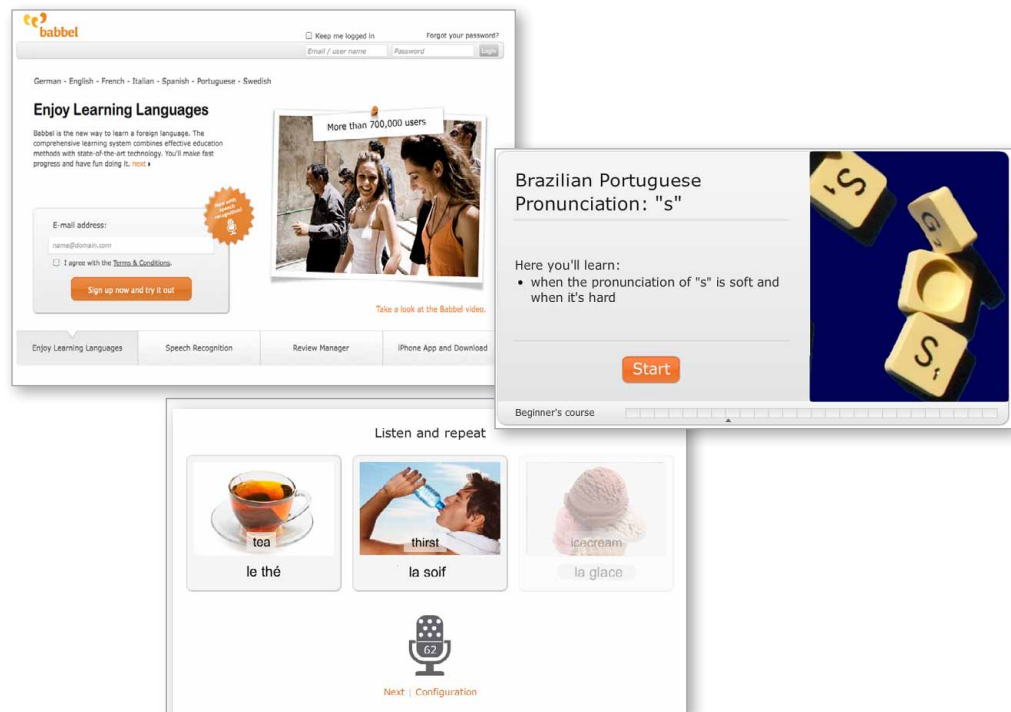 babbel
Keep me logged in
Forgot your password?
Email / user name
Password
Login
German - English - French - Italian - Spanish - Portuguese - Swedish
Enjoy Learning Languages
Babbel is the new way to learn a foreign language. The
comprehensive learning system combines effective education
methods with state-of-the-art technology. You'll make fast
progress and have fun doing it. next
More than 700,000 users
Now with
speech
recognition!
E-mail address:
name@domain.com
I agree with the Terms & Conditions.
Sign up now and try it out
Take a look at the Babbel video.
Enjoy Learning Languages
Speech Recognition
Review Manager
iPhone App and Download
Brazilian Portuguese
Pronunciation: "s"
Here you'll learn:
• when the pronunciation of "s" is soft and
when it's hard
Start
Beginner's course
S1
G
S1
Listen and repeat
tea
le thé
thirst
la soif
icecream
la glace
62
Next | Configuration